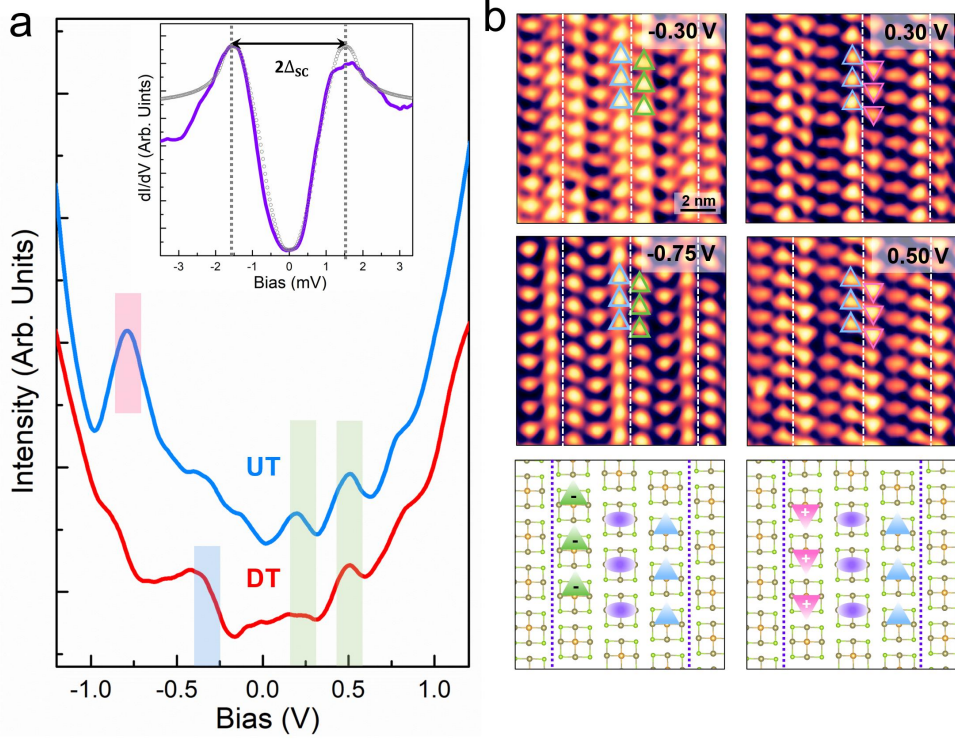 a
2Δsc
dI/dV (Arb. Uints)
-3 -2 -1 0 1 2 3
Bias (mV)
Intensity (Arb. Units)
UT
DT
-1.0 -0.5 0.0 0.5 1.0
Bias (V)
b
-0.30 V
0.30 V
2 nm
-0.75 V
0.50 V
-
-
-
+
+
+